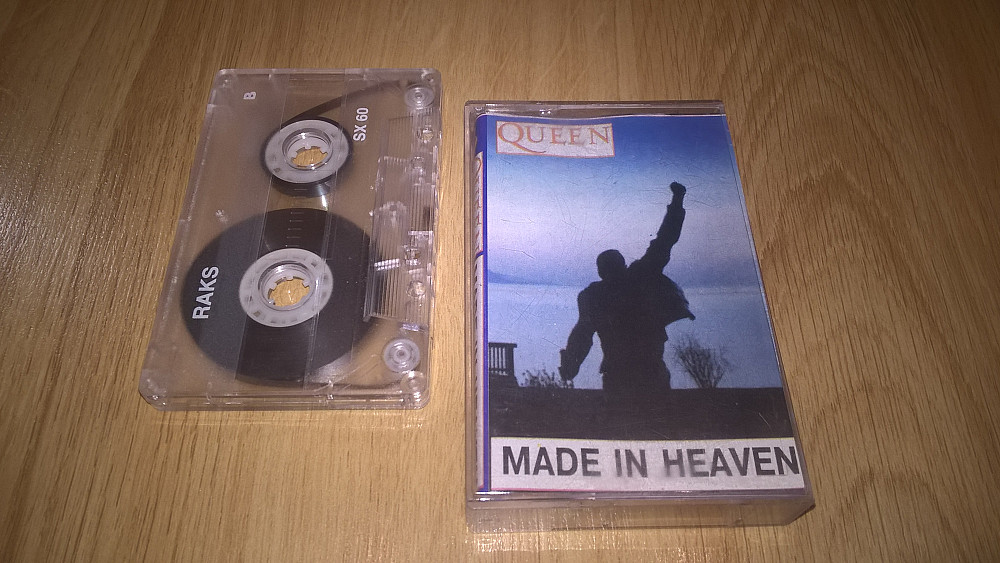 B
SX 60
RAKS
QUEEN
MADE IN HEAVEN